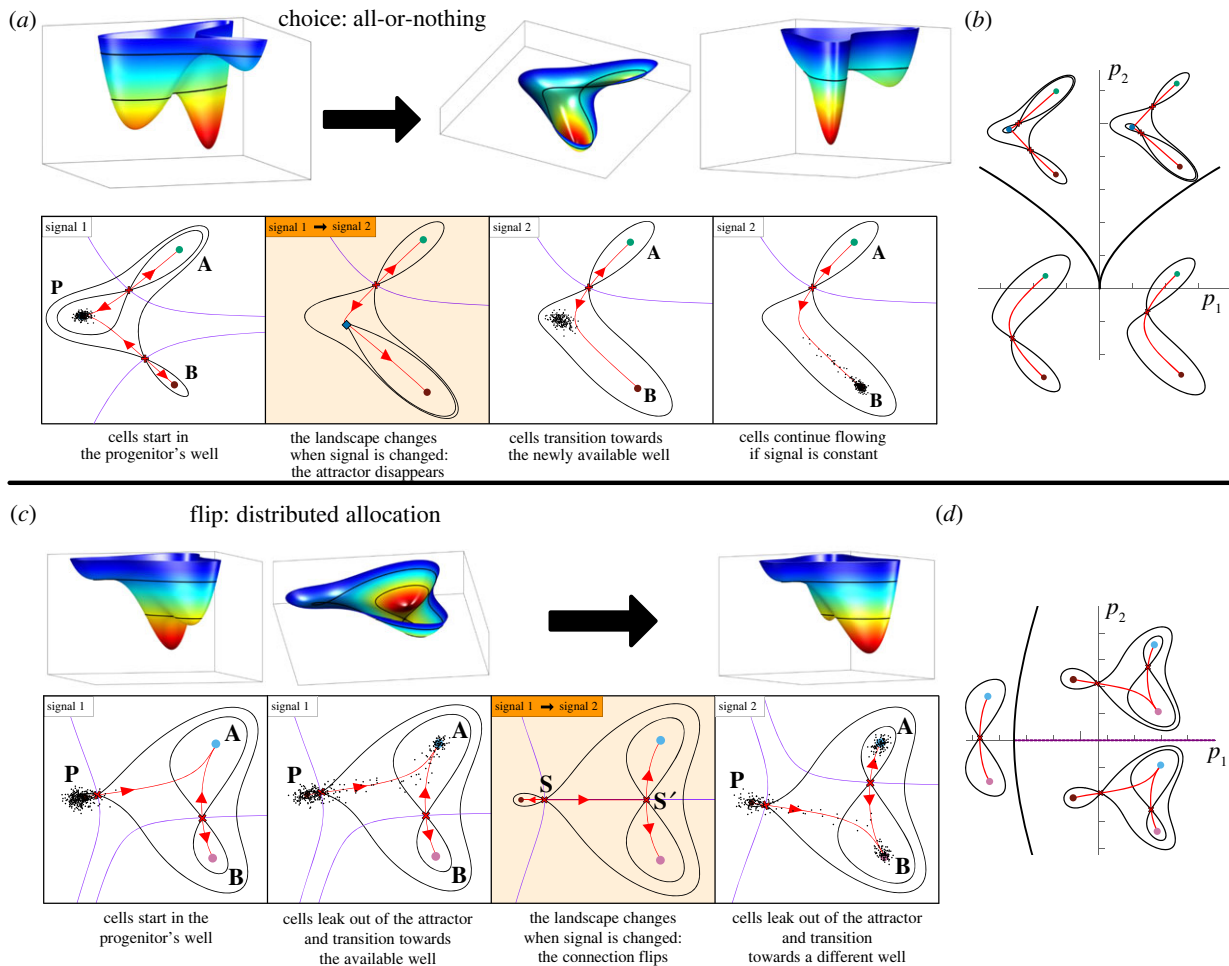 (a)
choice: all-or-nothing
(b)
p2
p1
signal 1
P
A
B
signal 1 → signal 2
signal 2
A
B
signal 2
A
B
cells start in
the progenitor's well
the landscape changes
when signal is changed:
the attractor disappears
cells transition towards
the newly available well
cells continue flowing
if signal is constant
(c)
flip: distributed allocation
(d)
p2
p1
signal 1
P
A
B
signal 1
P
A
B
signal 1 → signal 2
S
S′
signal 2
P
A
B
cells start in the
progenitor's well
cells leak out of the attractor
and transition towards
the available well
the landscape changes
when signal is changed:
the connection flips
cells leak out of the attractor
and transition
towards a different well